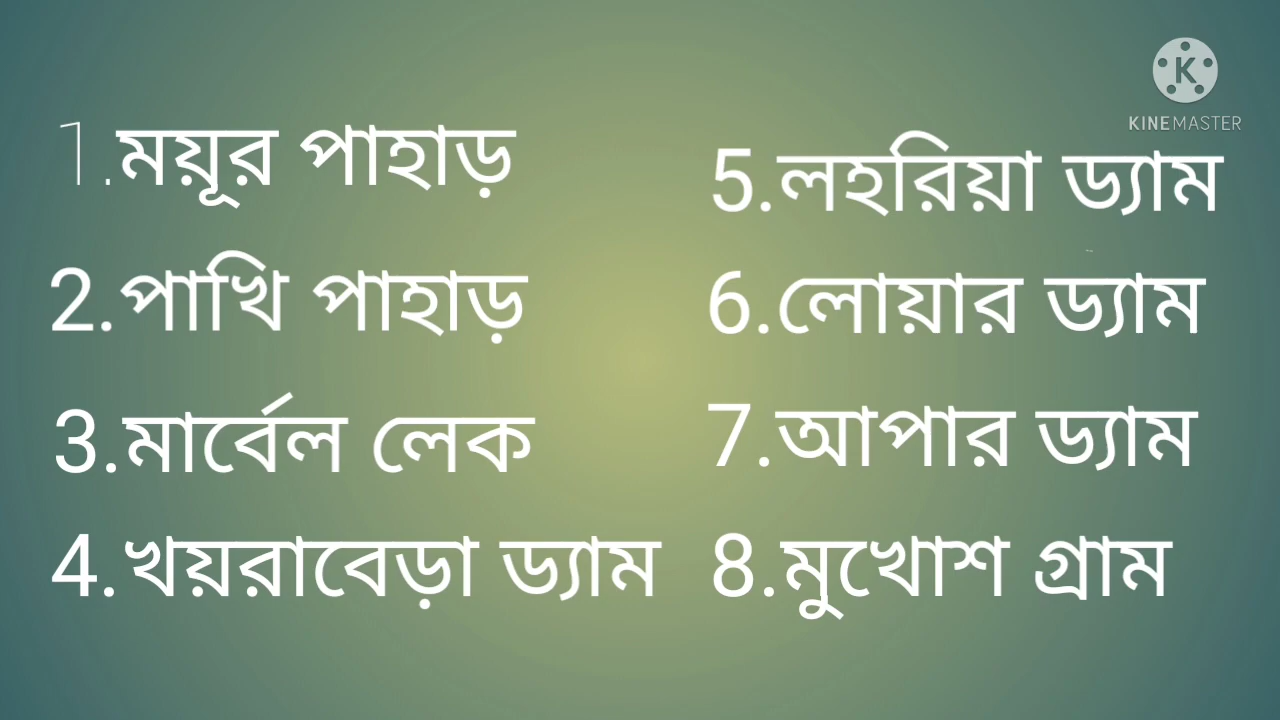 1.ময়ূর পাহাড়
2.পাখি পাহাড়
3.মার্বেল লেক
4.খয়রাবেড়া ড্যাম
5.লহরিয়া ড্যাম
6.লোয়ার ড্যাম
7.আপার ড্যাম
8.মুখোশ গ্রাম
K
KINEMASTER